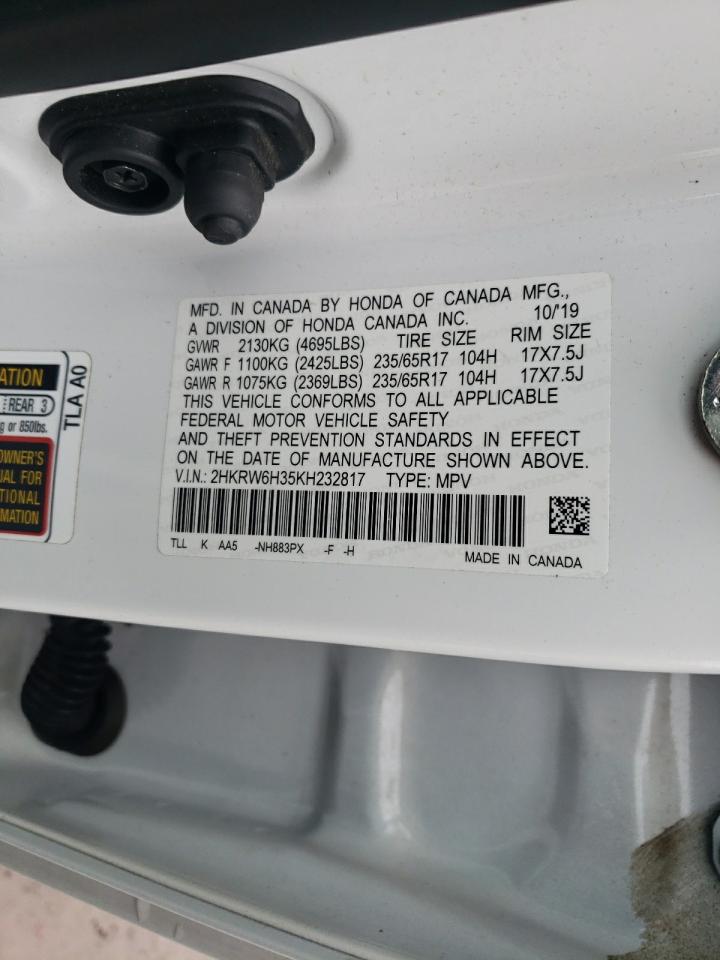 MFD. IN CANADA BY HONDA OF CANADA MFG.,
A DIVISION OF HONDA CANADA INC. 10/'19
GVWR 2130KG (4695LBS) TIRE SIZE RIM SIZE
GAWR F 1100KG (2425LBS) 235/65R17 104H 17X7.5J
GAWR R 1075KG (2369LBS) 235/65R17 104H 17X7.5J
THIS VEHICLE CONFORMS TO ALL APPLICABLE
FEDERAL MOTOR VEHICLE SAFETY
AND THEFT PREVENTION STANDARDS IN EFFECT
ON THE DATE OF MANUFACTURE SHOWN ABOVE.
V.I.N.: 2HKRW6H35KH232817 TYPE: MPV
TLL K AA5 -NH883PX -F -H
MADE IN CANADA
ATION
REAR 3
g or 850lbs.
OWNER'S
UAL FOR
TIONAL
MATION
TLA A0